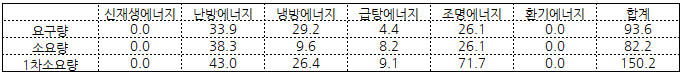 신재생에너지 난방에너지 냉방에너지 급탕에너지 조명에너지 환기에너지 합계
요구량 0.0 33.9 29.2 4.4 26.1 0.0 93.6
소요량 0.0 38.3 9.6 8.2 26.1 0.0 82.2
1차소요량 0.0 43.0 26.4 9.1 71.7 0.0 150.2